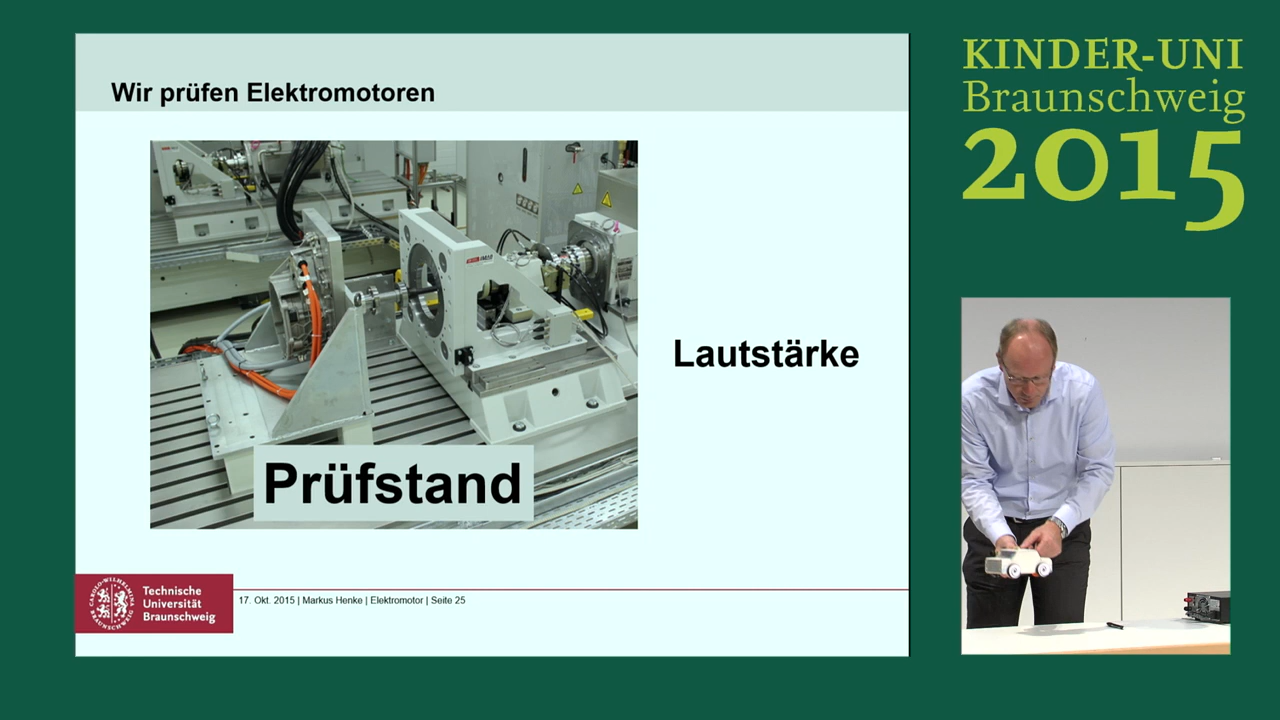 Wir prüfen Elektromotoren
Prüfstand
Lautstärke
Technische
Universität
Braunschweig
17. Okt. 2015 | Markus Henke | Elektromotor | Seite 25
KINDER-UNI
Braunschweig
2015